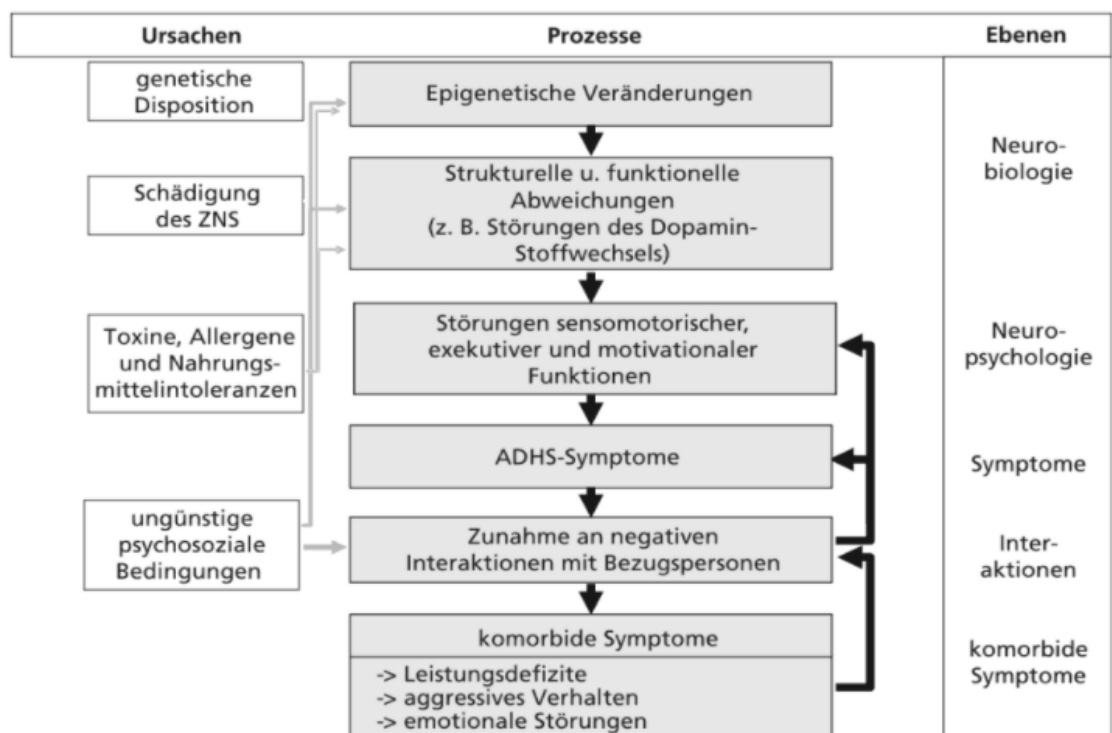 Ursachen
Prozesse
Ebenen
genetische
Disposition
Epigenetische Veränderungen
Neuro-
biologie
Schädigung
des ZNS
Strukturelle u. funktionelle
Abweichungen
(z. B. Störungen des Dopamin-
Stoffwechsels)
Toxine, Allergene
und Nahrungs-
mittelintoleranzen
Störungen sensomotorischer,
exekutiver und motivationaler
Funktionen
Neuro-
psychologie
ADHS-Symptome
Symptome
ungünstige
psychosoziale
Bedingungen
Zunahme an negativen
Interaktionen mit Bezugspersonen
Inter-
aktionen
komorbide Symptome
-> Leistungsdefizite
-> aggressives Verhalten
-> emotionale Störungen
komorbide
Symptome